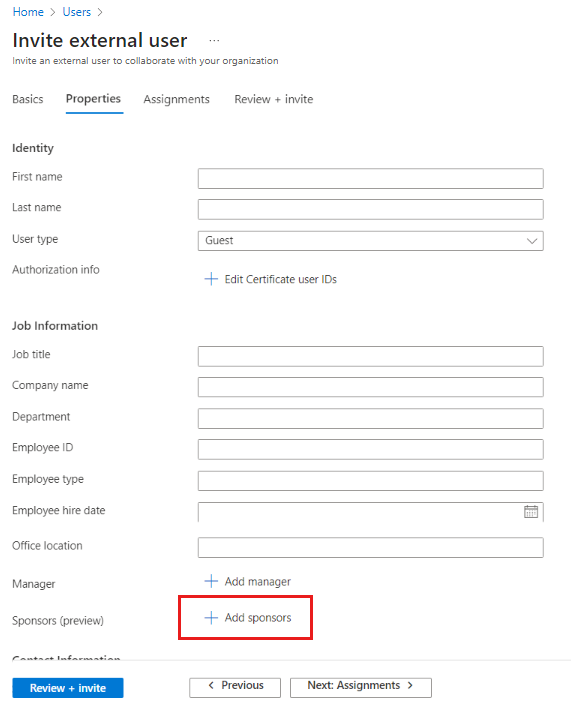 Home > Users >
Invite external user ...
Invite an external user to collaborate with your organization
Basics Properties Assignments Review + invite
Identity
First name
Last name
User type Guest
Authorization info + Edit Certificate user IDs
Job Information
Job title
Company name
Department
Employee ID
Employee type
Employee hire date
Office location
Manager + Add manager
Sponsors (preview) + Add sponsors
Contact Information
Review + invite < Previous Next: Assignments >